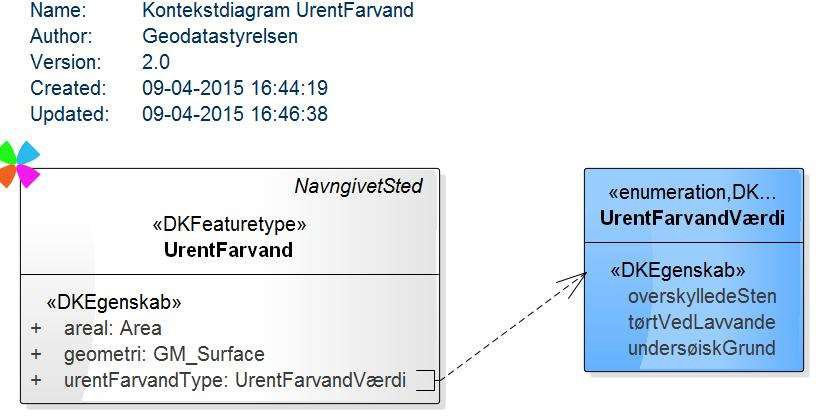 Name: Kontekstdiagram UrentFarvand
Author: Geodatastyrelsen
Version: 2.0
Created: 09-04-2015 16:44:19
Updated: 09-04-2015 16:46:38
NavngivetSted
«DKFeaturetype»
UrentFarvand
«DKEgenskab»
+ areal: Area
+ geometri: GM_Surface
+ urentFarvandType: UrentFarvandVærdi
«enumeration,DK...
UrentFarvandVærdi
«DKEgenskab»
overskylledeSten
tørtVedLavvande
undersøiskGrund